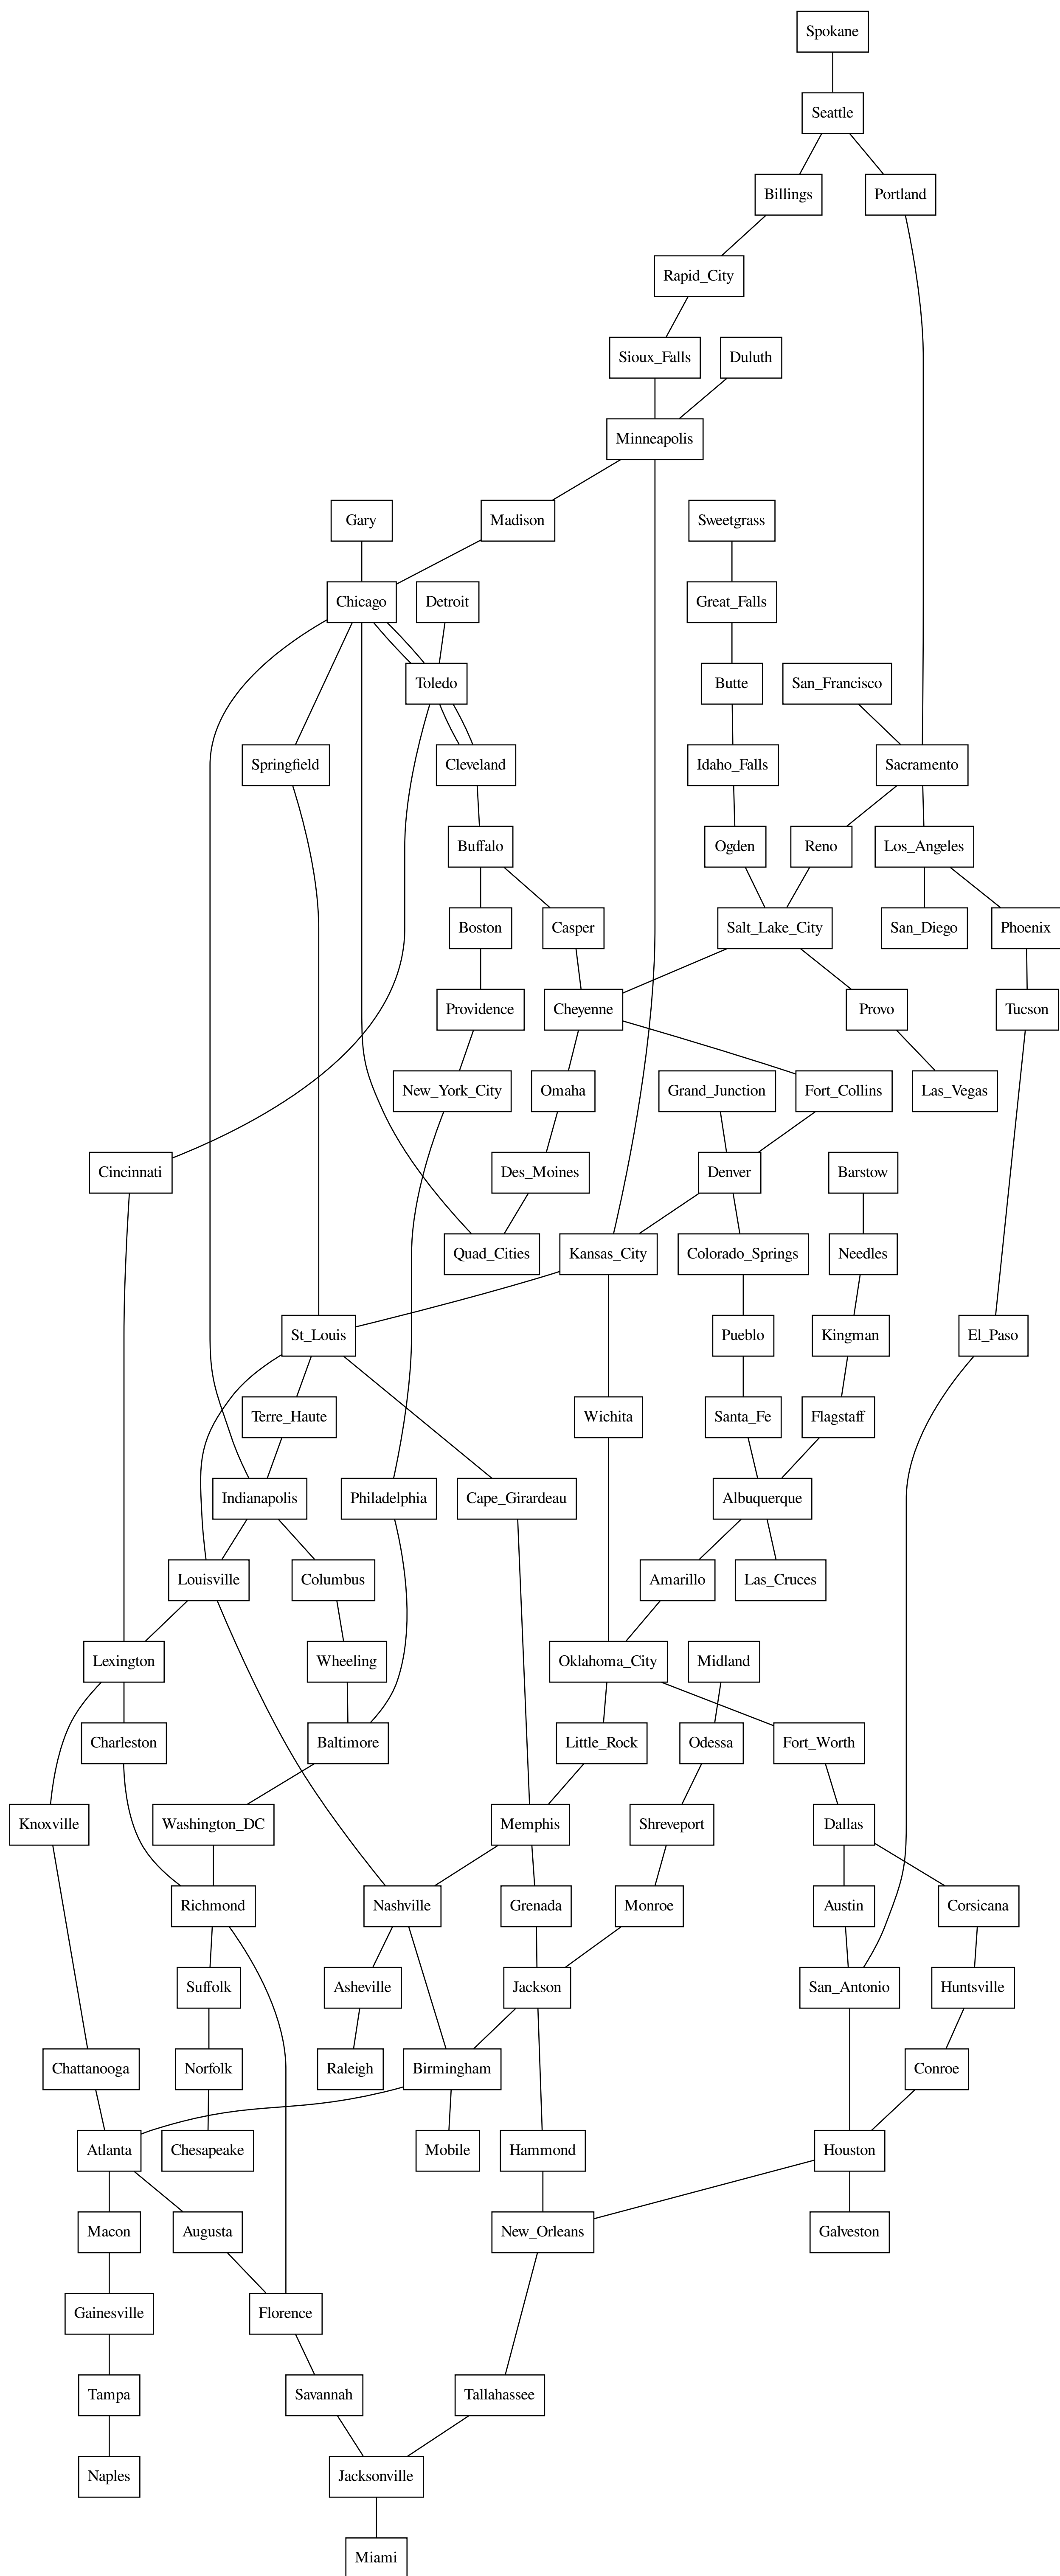 Spokane
Seattle
Billings
Portland
Rapid_City
Sioux_Falls
Duluth
Minneapolis
Gary
Madison
Sweetgrass
Chicago
Detroit
Great_Falls
Toledo
Butte
San_Francisco
Springfield
Cleveland
Idaho_Falls
Sacramento
Buffalo
Ogden
Reno
Los_Angeles
Boston
Casper
Salt_Lake_City
San_Diego
Phoenix
Providence
Cheyenne
Provo
Tucson
New_York_City
Omaha
Grand_Junction
Fort_Collins
Las_Vegas
Cincinnati
Des_Moines
Denver
Barstow
Quad_Cities
Kansas_City
Colorado_Springs
Needles
St_Louis
Pueblo
Kingman
El_Paso
Terre_Haute
Wichita
Santa_Fe
Flagstaff
Indianapolis
Philadelphia
Cape_Girardeau
Albuquerque
Louisville
Columbus
Amarillo
Las_Cruces
Lexington
Wheeling
Oklahoma_City
Midland
Charleston
Baltimore
Little_Rock
Odessa
Fort_Worth
Knoxville
Washington_DC
Memphis
Shreveport
Dallas
Richmond
Nashville
Grenada
Monroe
Austin
Corsicana
Suffolk
Asheville
Jackson
San_Antonio
Huntsville
Chattanooga
Norfolk
Raleigh
Birmingham
Conroe
Atlanta
Chesapeake
Mobile
Hammond
Houston
Macon
Augusta
New_Orleans
Galveston
Gainesville
Florence
Tampa
Savannah
Tallahassee
Naples
Jacksonville
Miami